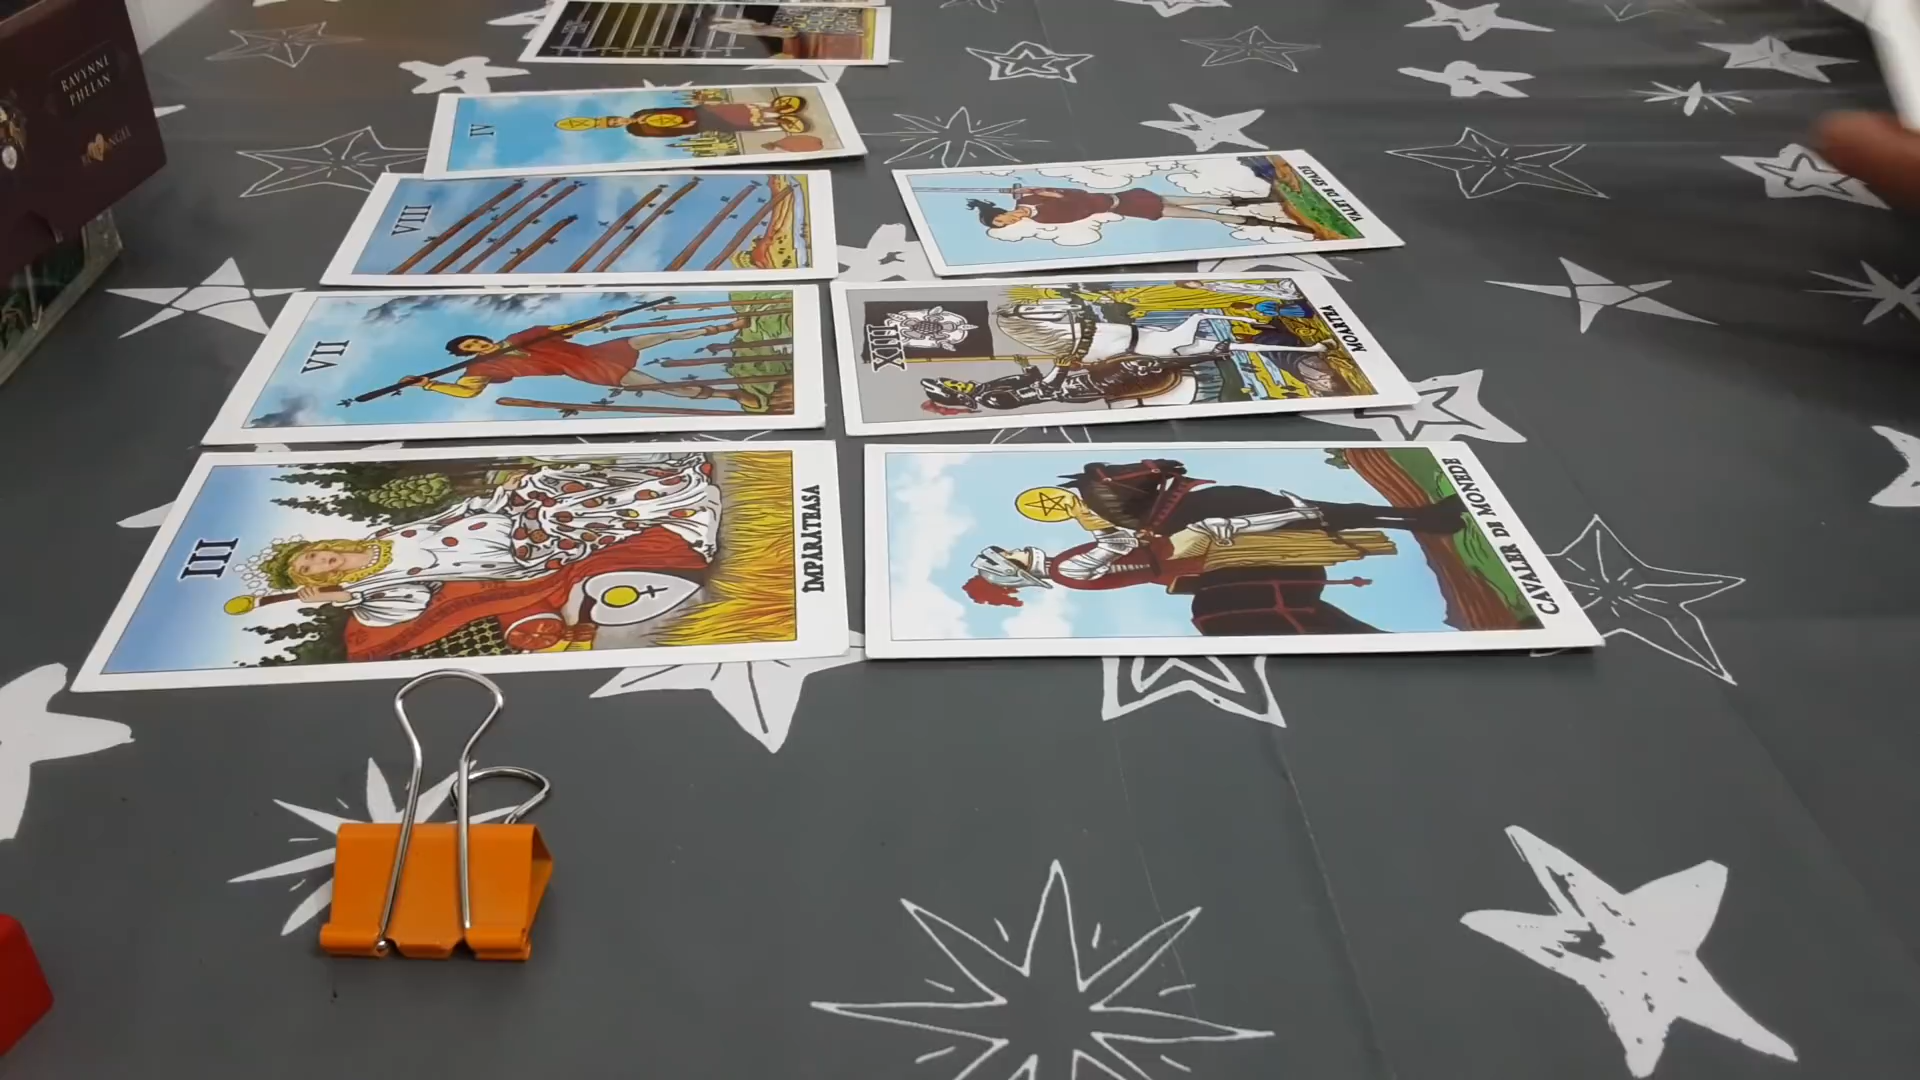 RAVYNNE
PHELAN
IV
VIII
VALET DE SPADE
VII
XIII
MOARTEA
III
ÎMPĂRĂTEASA
CAVALER DE MONEDE